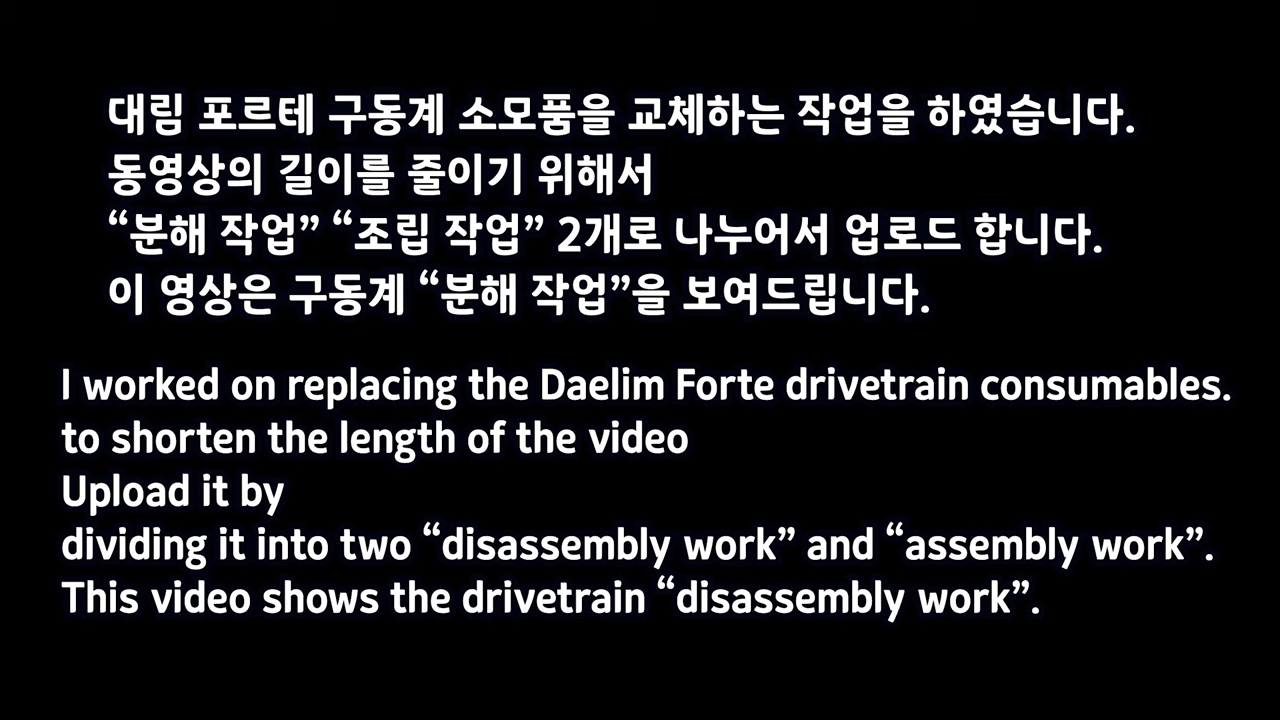 대림 포르테 구동계 소모품을 교체하는 작업을 하였습니다.
동영상의 길이를 줄이기 위해서
“분해 작업” “조립 작업” 2개로 나누어서 업로드 합니다.
이 영상은 구동계 “분해 작업”을 보여드립니다.
I worked on replacing the Daelim Forte drivetrain consumables.
to shorten the length of the video
Upload it by
dividing it into two “disassembly work” and “assembly work”.
This video shows the drivetrain “disassembly work”.